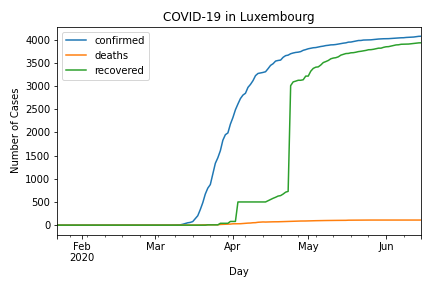 COVID-19 in Luxembourg
confirmed
deaths
recovered
Number of Cases
4000
3500
3000
2500
2000
1500
1000
500
0
Feb
2020
Mar
Apr
May
Jun
Day